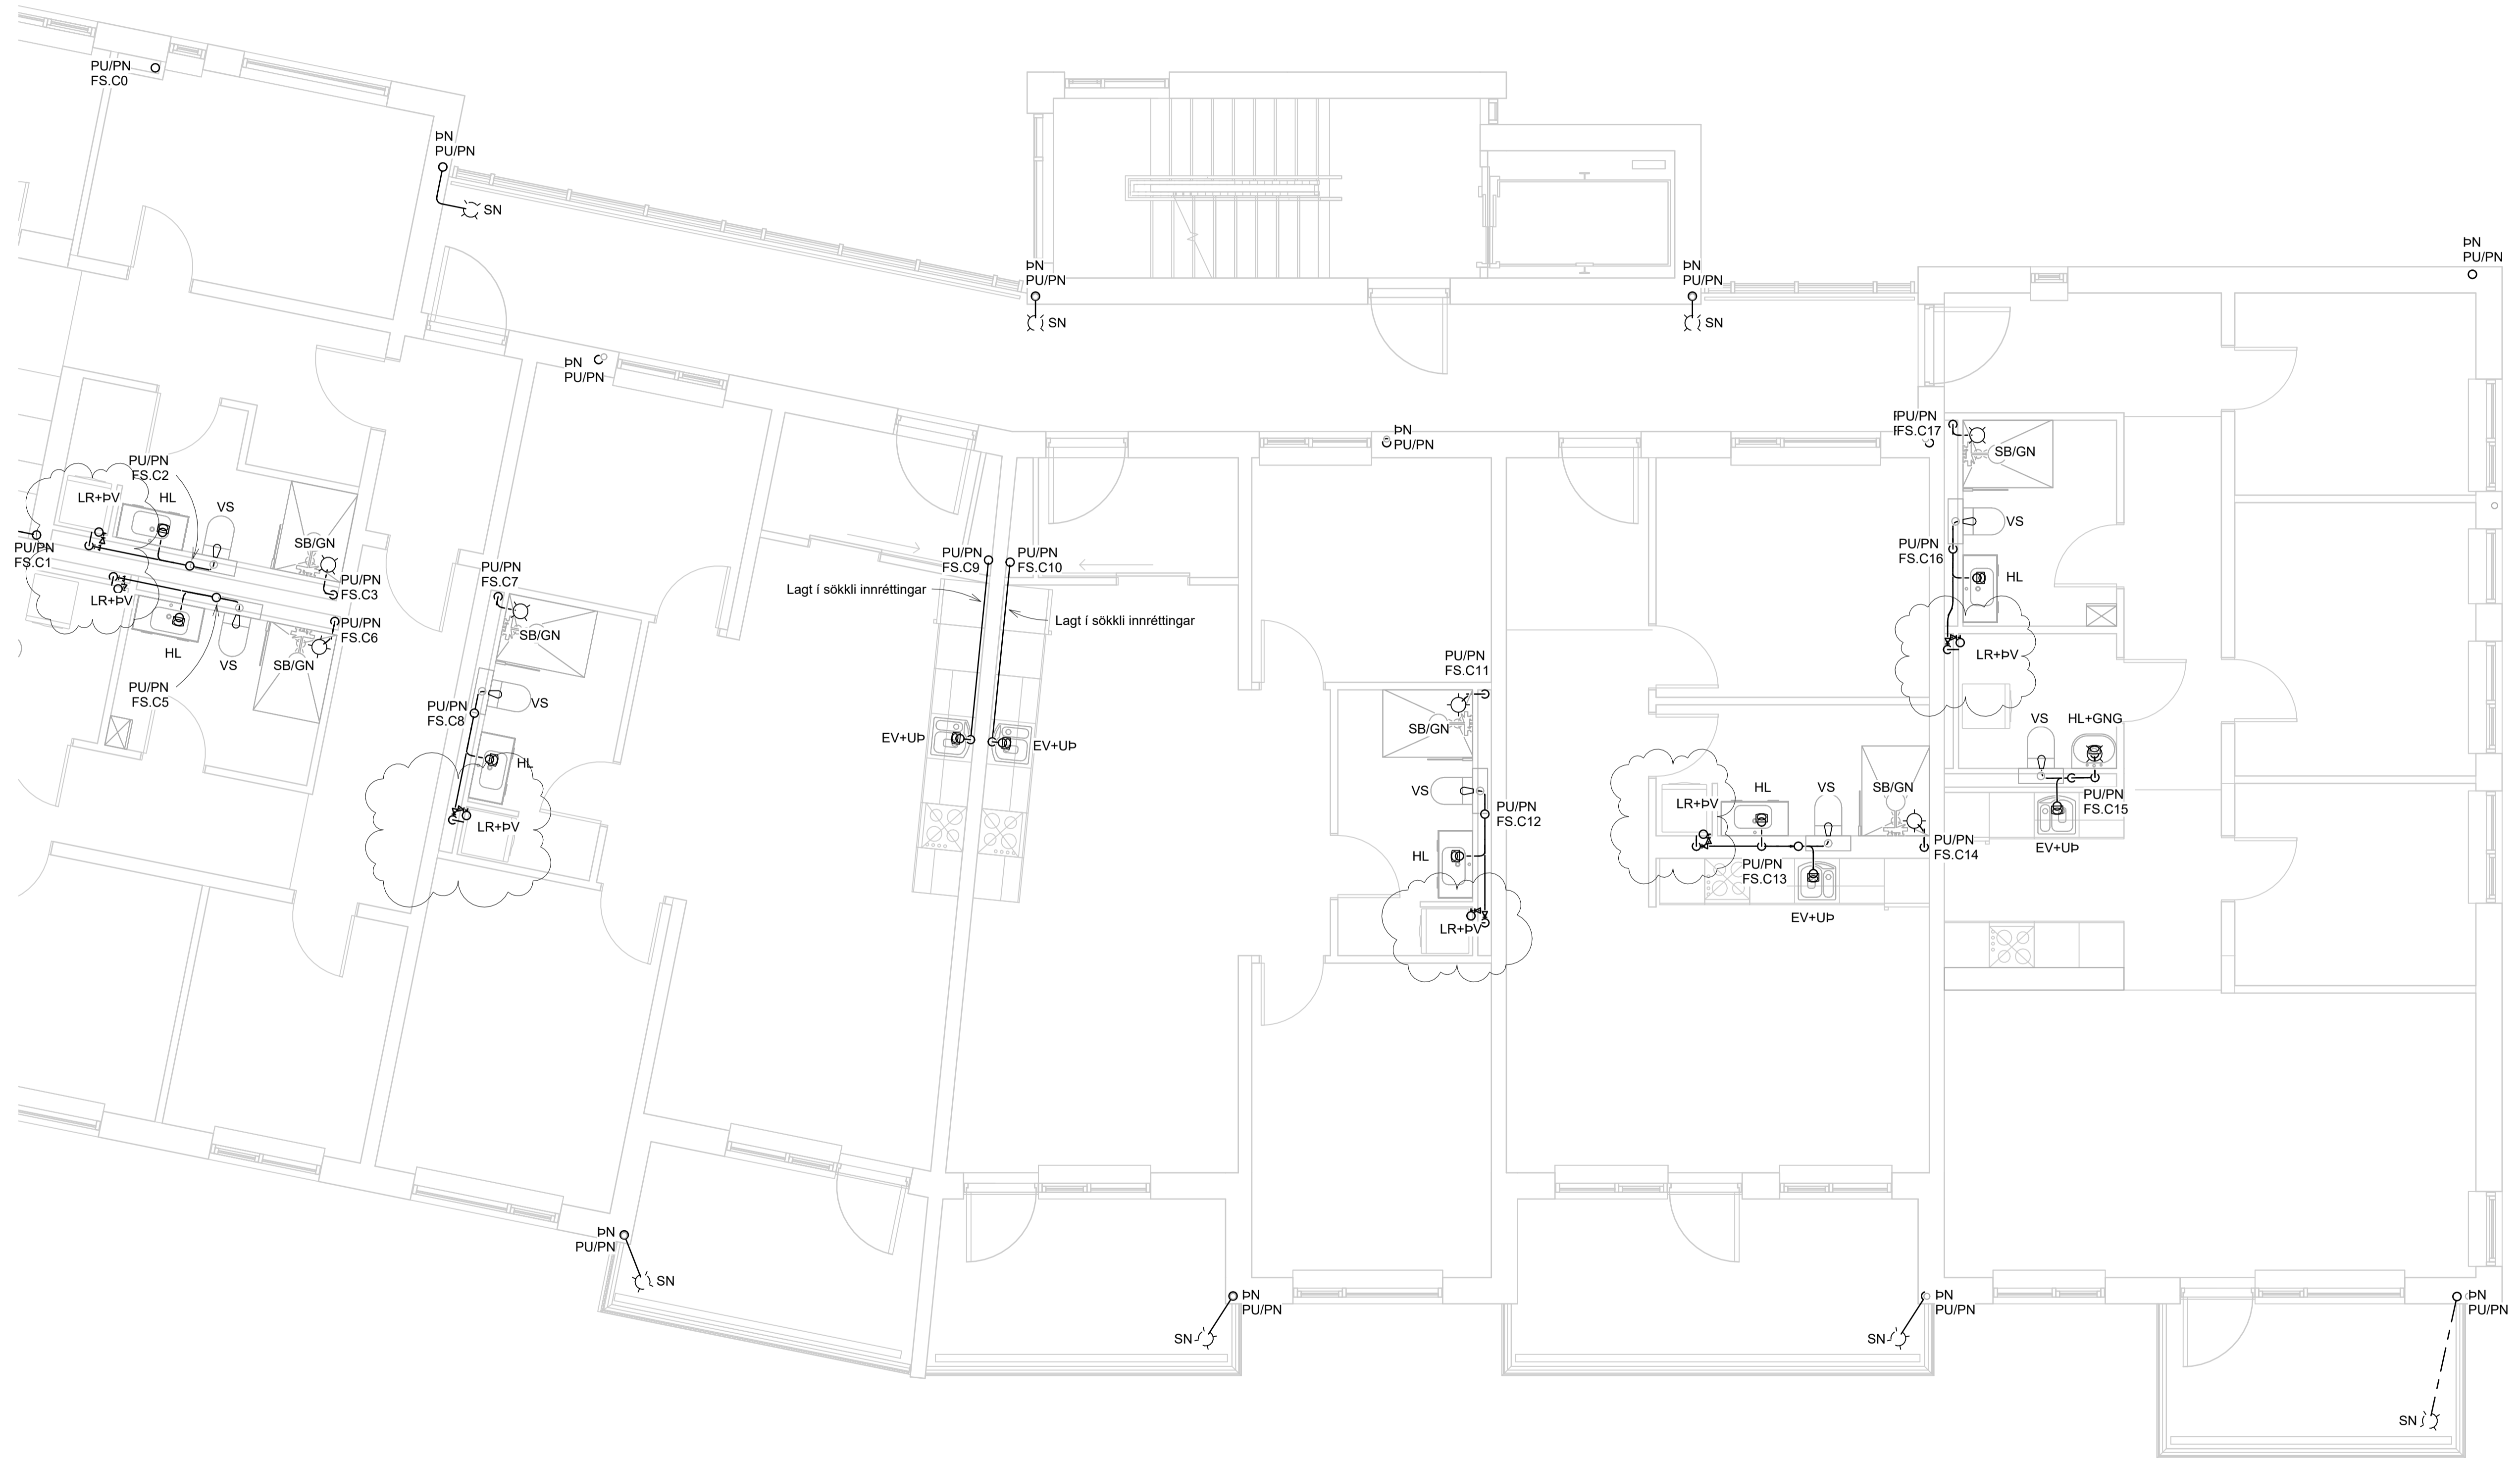 PU/PN
FS.C0
ÞN
PU/PN
SN
ÞN
PU/PN
SN
ÞN
PU/PN
SN
ÞN
PU/PN
ÞN
PU/PN
ÞN
PU/PN
PU/PN
FS.C17
SB/GN
VS
PU/PN
FS.C16
HL
LR+ÞV
VS
HL+GNG
PU/PN
FS.C15
EV+UÞ
PU/PN
FS.C2
LR+ÞV
HL
VS
SB/GN
PU/PN
FS.C1
PU/PN
FS.C3
LR+ÞV
PU/PN
FS.C6
HL
VS
SB/GN
PU/PN
FS.C5
PU/PN
FS.C7
SB/GN
VS
PU/PN
FS.C8
HL
LR+ÞV
PU/PN
FS.C9
PU/PN
FS.C10
Lagt í sökkli innréttingar
Lagt í sökkli innréttingar
EV+UÞ
EV+UÞ
PU/PN
FS.C11
SB/GN
VS
PU/PN
FS.C12
HL
LR+ÞV
LR+ÞV
HL
VS
SB/GN
PU/PN
FS.C13
PU/PN
FS.C14
EV+UÞ
ÞN
PU/PN
SN
ÞN
PU/PN
SN
ÞN
PU/PN
SN
ÞN
PU/PN
SN